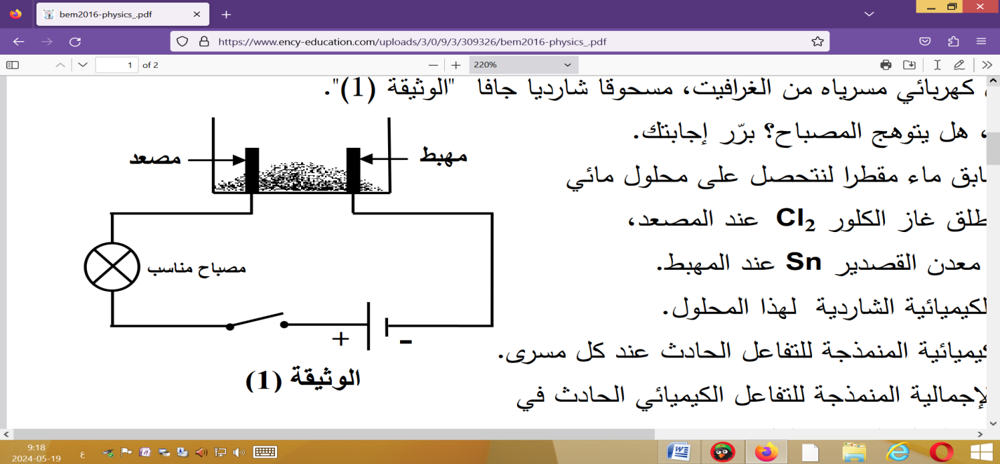 bem2016-physics_.pdf
https://www.ency-education.com/uploads/3/0/9/3/309326/bem2016-physics_.pdf
1 of 2
220%
كهربائي مسرياه من الغرافيت، مسحوقا شارديا جافا "الوثيقة (1)".
، هل يتوهج المصباح؟ برّر إجابتك.
ابق ماء مقطرا لنتحصل على محلول مائي
طلق غاز الكلور Cl₂ عند المصعد،
معدن القصدير Sn عند المهبط.
لكيميائية الشاردية لهذا المحلول.
كيميائية المنمذجة للتفاعل الحادث عند كل مسرى.
لإجمالية المنمذجة للتفاعل الكيميائي الحادث في
مهبط
مصعد
مصباح مناسب
+
-
الوثيقة (1)
9:18
2024-05-19
ع